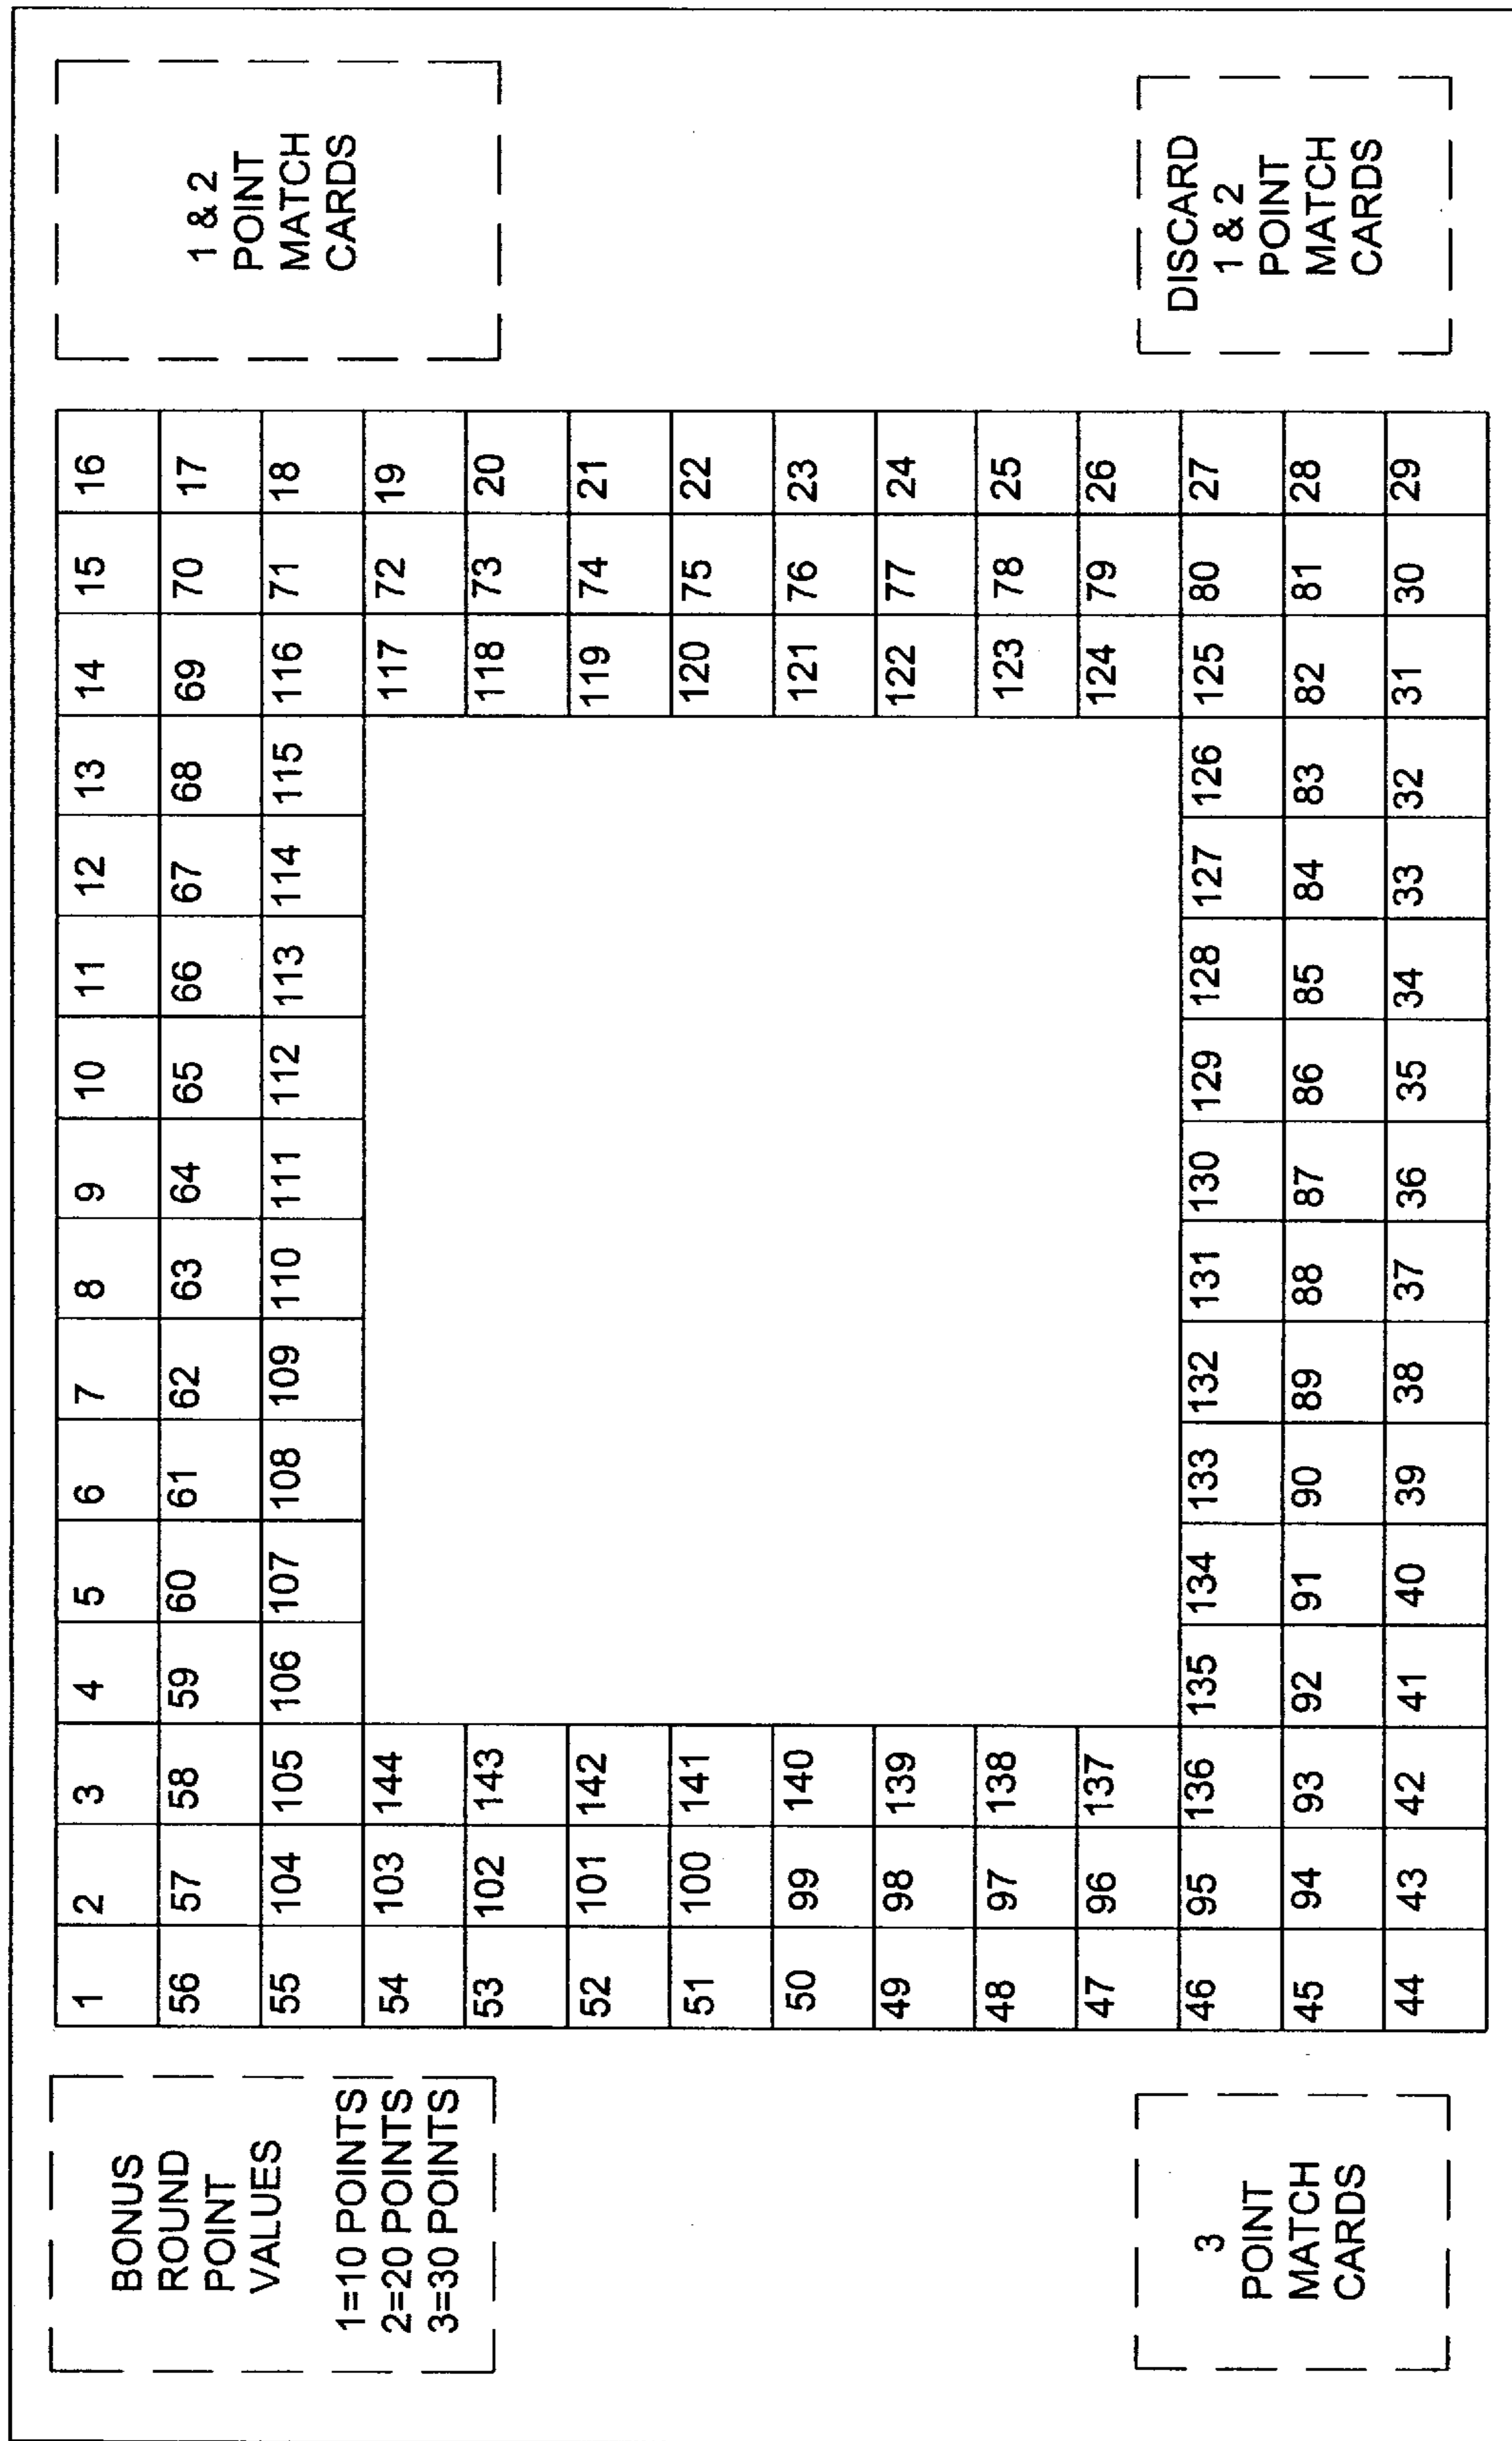 BONUS
ROUND
POINT
VALUES
1=10 POINTS
2=20 POINTS
3=30 POINTS
3
POINT
MATCH
CARDS
1 2 3 4 5 6 7 8 9 10 11 12 13 14 15 16
56 57 58 59 60 61 62 63 64 65 66 67 68 69 70 17
55 104 105 106 107 108 109 110 111 112 113 114 115 116 71 18
54 103 144 117 72 19
53 102 143 118 73 20
52 101 142 119 74 21
51 100 141 120 75 22
50 99 140 121 76 23
49 98 139 122 77 24
48 97 138 123 78 25
47 96 137 124 79 26
46 95 136 135 134 133 132 131 130 129 128 127 126 125 80 27
45 94 93 92 91 90 89 88 87 86 85 84 83 82 81 28
44 43 42 41 40 39 38 37 36 35 34 33 32 31 30 29
1 & 2
POINT
MATCH
CARDS
DISCARD
1 & 2
POINT
MATCH
CARDS